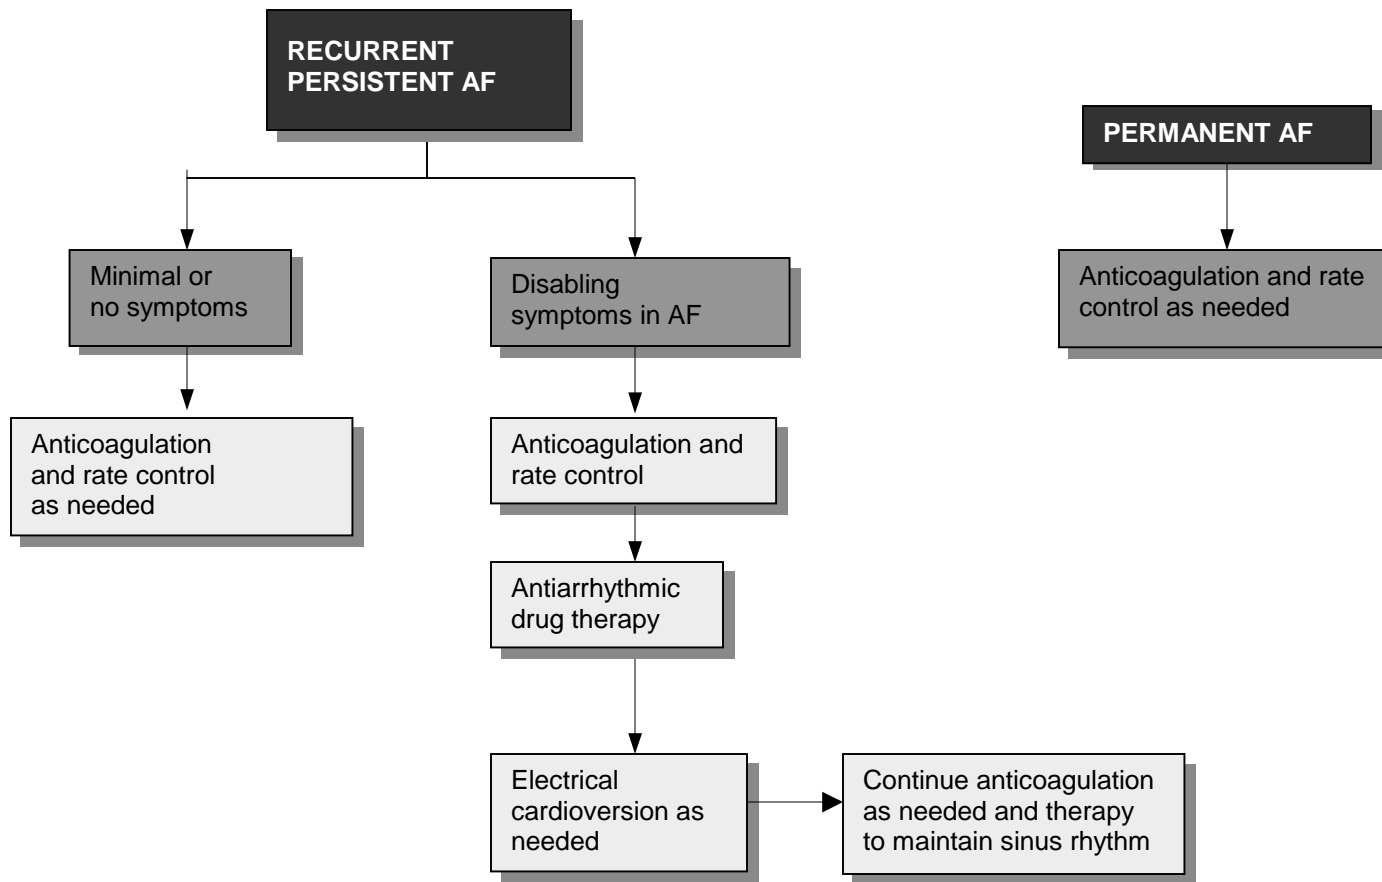 RECURRENT
PERSISTENT AF
PERMANENT AF
Minimal or
no symptoms
Disabling
symptoms in AF
Anticoagulation and rate
control as needed
Anticoagulation
and rate control
as needed
Anticoagulation and
rate control
Antiarrhythmic
drug therapy
Electrical
cardioversion as
needed
Continue anticoagulation
as needed and therapy
to maintain sinus rhythm